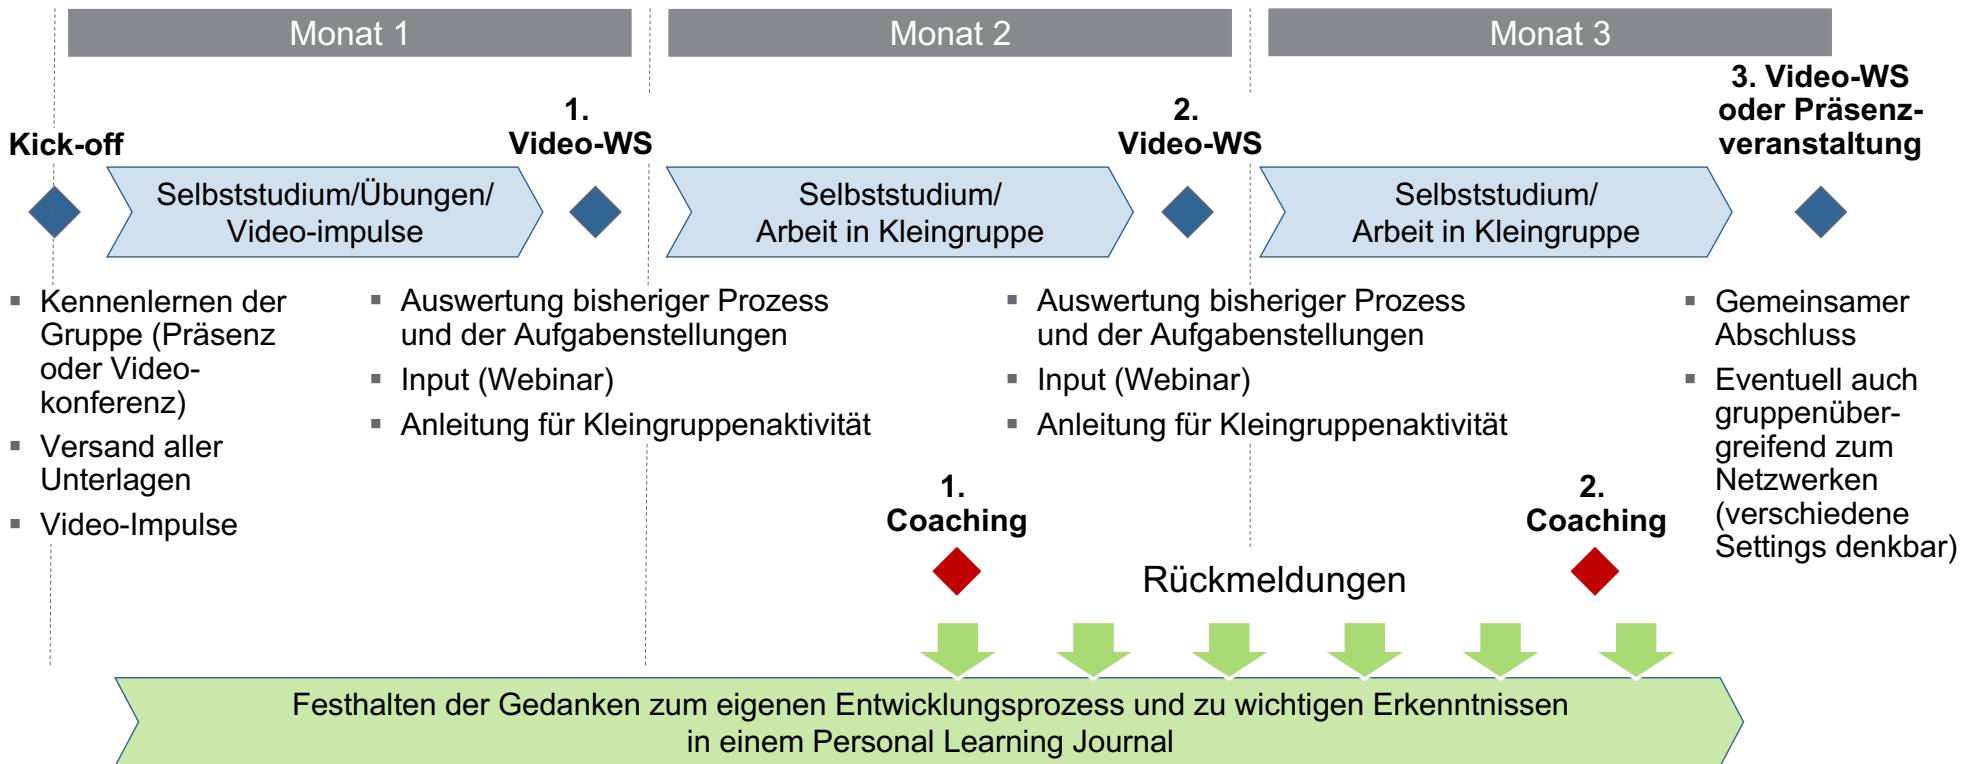 Monat 1
Monat 2
Monat 3
Kick-off
1.
Video-WS
2.
Video-WS
3. Video-WS
oder Präsenz-
veranstaltung
Selbststudium/Übungen/
Video-impulse
Selbststudium/
Arbeit in Kleingruppe
Selbststudium/
Arbeit in Kleingruppe
Kennenlernen der
Gruppe (Präsenz
oder Video-
konferenz)
Versand aller
Unterlagen
Video-Impulse
Auswertung bisheriger Prozess
und der Aufgabenstellungen
Input (Webinar)
Anleitung für Kleingruppenaktivität
Auswertung bisheriger Prozess
und der Aufgabenstellungen
Input (Webinar)
Anleitung für Kleingruppenaktivität
Gemeinsamer
Abschluss
Eventuell auch
gruppenüber-
greifend zum
Netzwerken
(verschiedene
Settings denkbar)
1.
Coaching
2.
Coaching
Rückmeldungen
Festhalten der Gedanken zum eigenen Entwicklungsprozess und zu wichtigen Erkenntnissen
in einem Personal Learning Journal